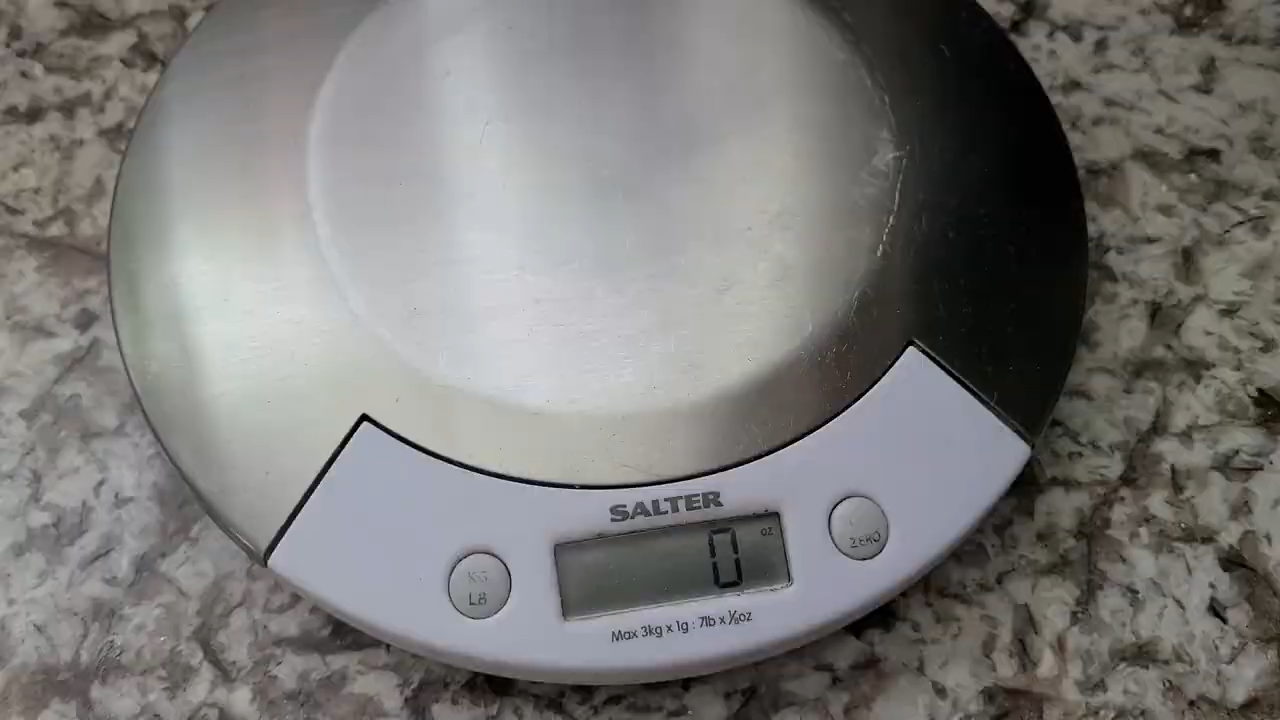 SALTER
0 oz
KG
LB
ZERO
Max 3kg x 1g : 7lb x ⅛oz